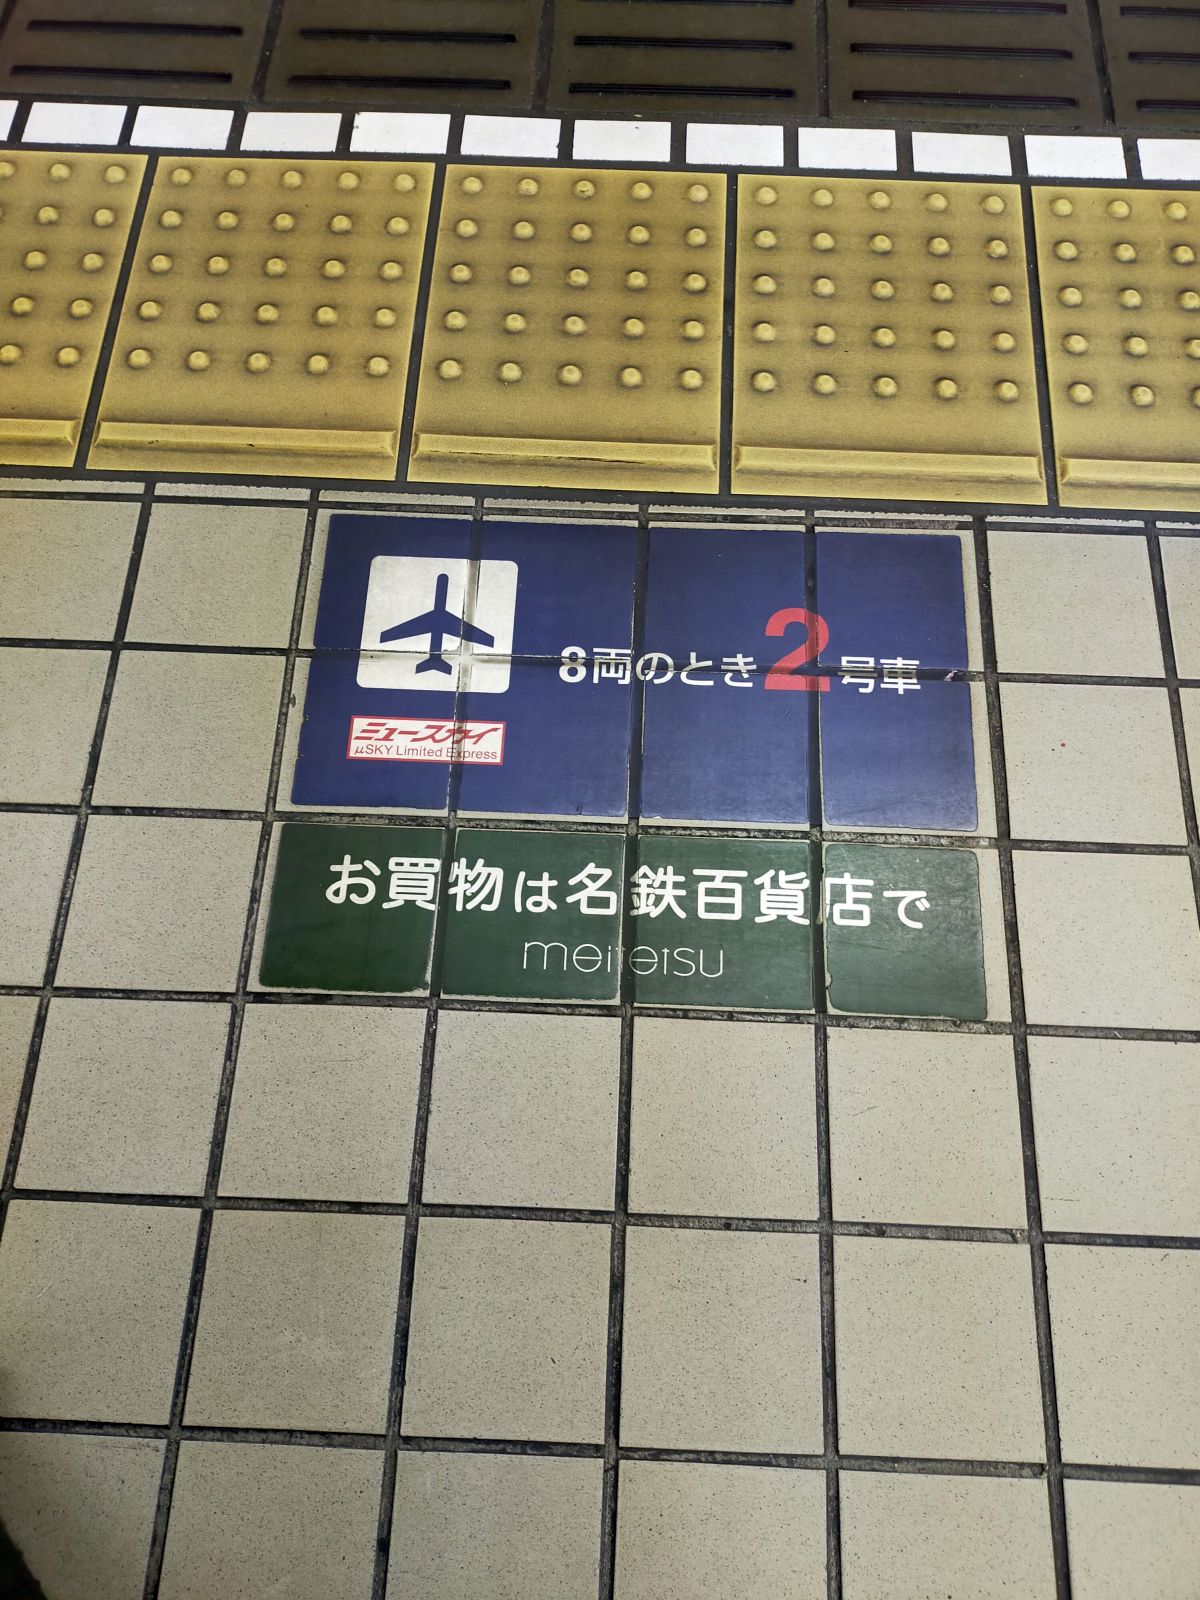 8両のとき2号車
ミュースカイ
μSKY Limited Express
お買物は名鉄百貨店で
meitetsu